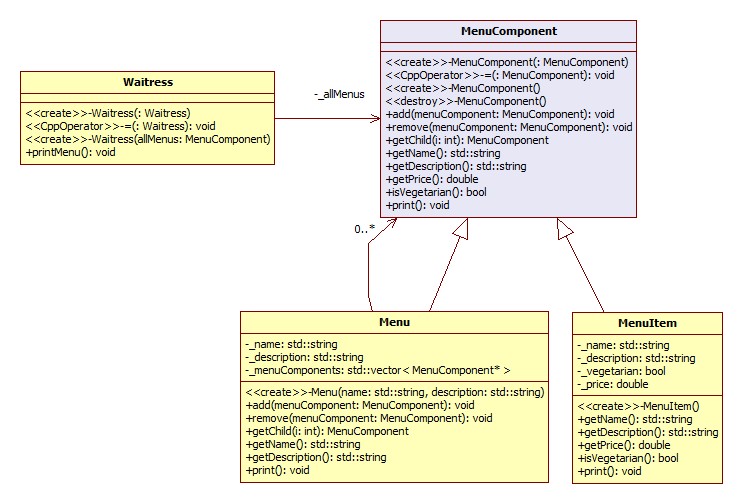 MenuComponent
<<create>>-MenuComponent(: MenuComponent)
<<CppOperator>>-=(: MenuComponent): void
<<create>>-MenuComponent()
<<destroy>>-MenuComponent()
+add(menuComponent: MenuComponent): void
+remove(menuComponent: MenuComponent): void
+getChild(i: int): MenuComponent
+getName(): std::string
+getDescription(): std::string
+getPrice(): double
+isVegetarian(): bool
+print(): void
Waitress
<<create>>-Waitress(: Waitress)
<<CppOperator>>-=(: Waitress): void
<<create>>-Waitress(allMenus: MenuComponent)
+printMenu(): void
-_allMenus
0..*
Menu
-_name: std::string
-_description: std::string
-_menuComponents: std::vector< MenuComponent* >
<<create>>-Menu(name: std::string, description: std::string)
+add(menuComponent: MenuComponent): void
+remove(menuComponent: MenuComponent): void
+getChild(i: int): MenuComponent
+getName(): std::string
+getDescription(): std::string
+print(): void
MenuItem
-_name: std::string
-_description: std::string
-_vegetarian: bool
-_price: double
<<create>>-MenuItem()
+getName(): std::string
+getDescription(): std::string
+getPrice(): double
+isVegetarian(): bool
+print(): void